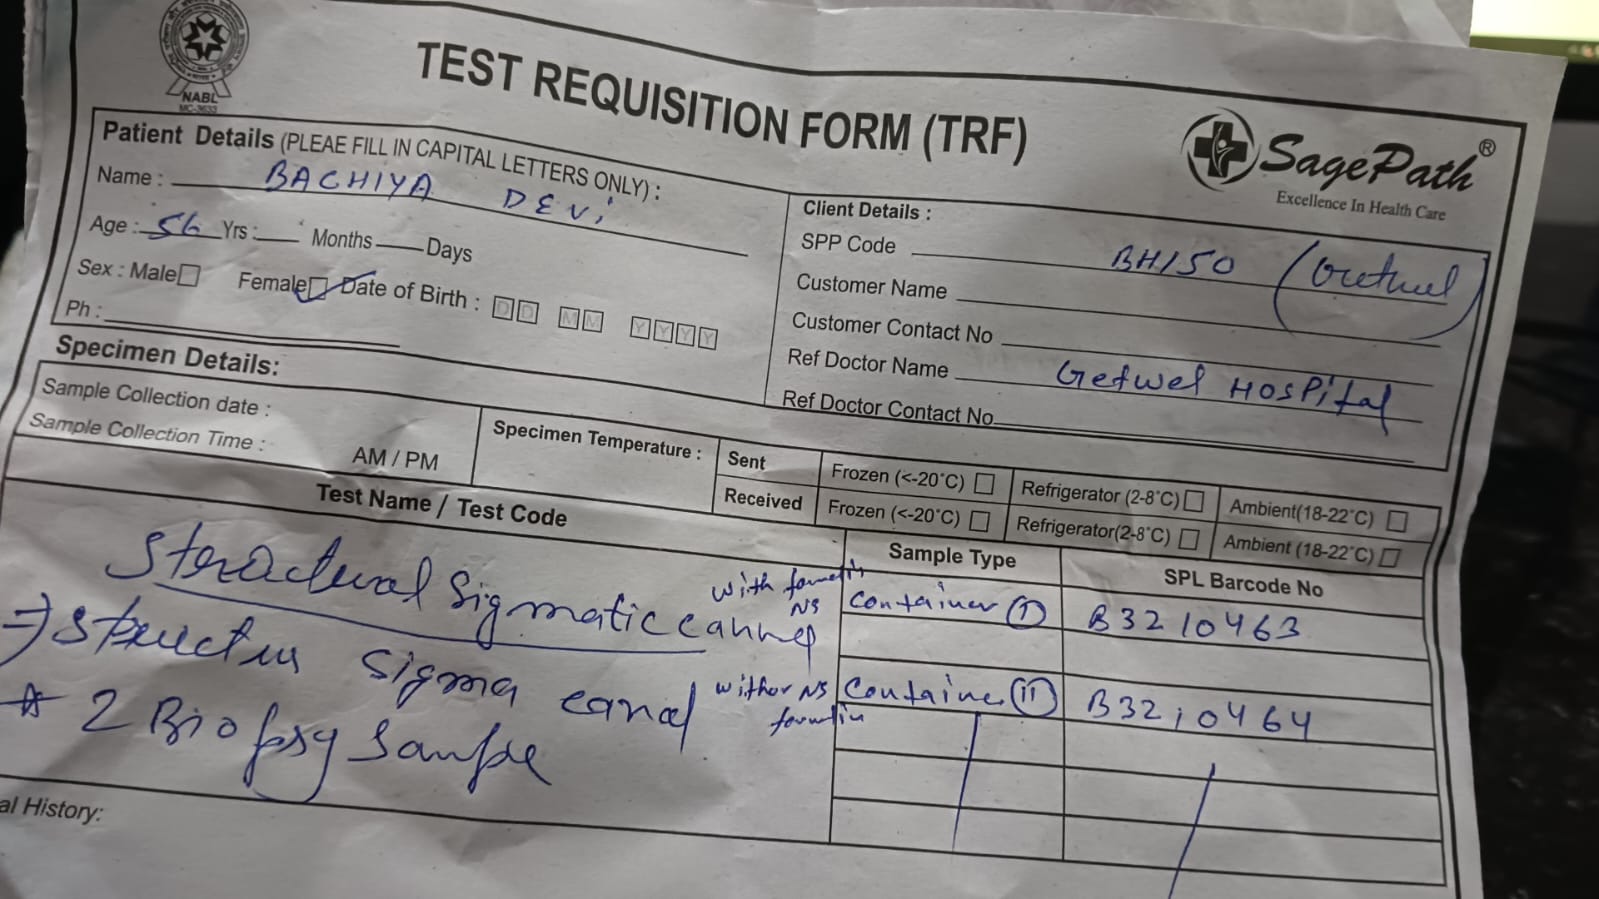 NABL
MC-3633
TEST REQUISITION FORM (TRF)
SagePath®
Excellence In Health Care
Patient Details (PLEAE FILL IN CAPITAL LETTERS ONLY) :
Name : BACHIYA DEVi
Age : 56 Yrs : Months Days
Sex : Male Female Date of Birth : DD MM YYYY
Ph :
Client Details :
SPP Code BH150
Customer Name
Customer Contact No
Ref Doctor Name Getwel HOSPital
Ref Doctor Contact No
Specimen Details:
Sample Collection date :
Sample Collection Time : AM / PM
Specimen Temperature :
Sent Frozen (<-20°C) Refrigerator (2-8°C) Ambient(18-22°C)
Received Frozen (<-20°C) Refrigerator(2-8°C) Ambient (18-22°C)
Test Name / Test Code Sample Type SPL Barcode No
Sigmatic
with formalin NS Container I B3210463
sigma canal
NS formalin Container II B3210464
* 2 Biopsy Sample
al History: